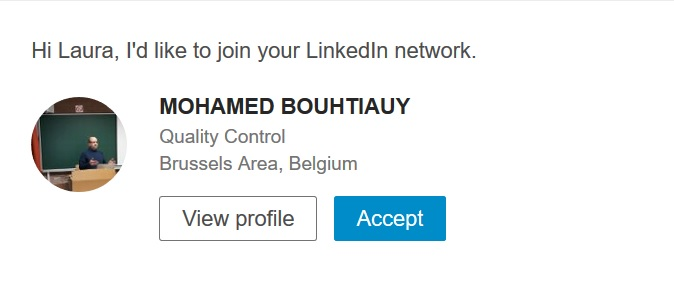 Hi Laura, I'd like to join your LinkedIn network.
MOHAMED BOUHTIAUY
Quality Control
Brussels Area, Belgium
View profile
Accept